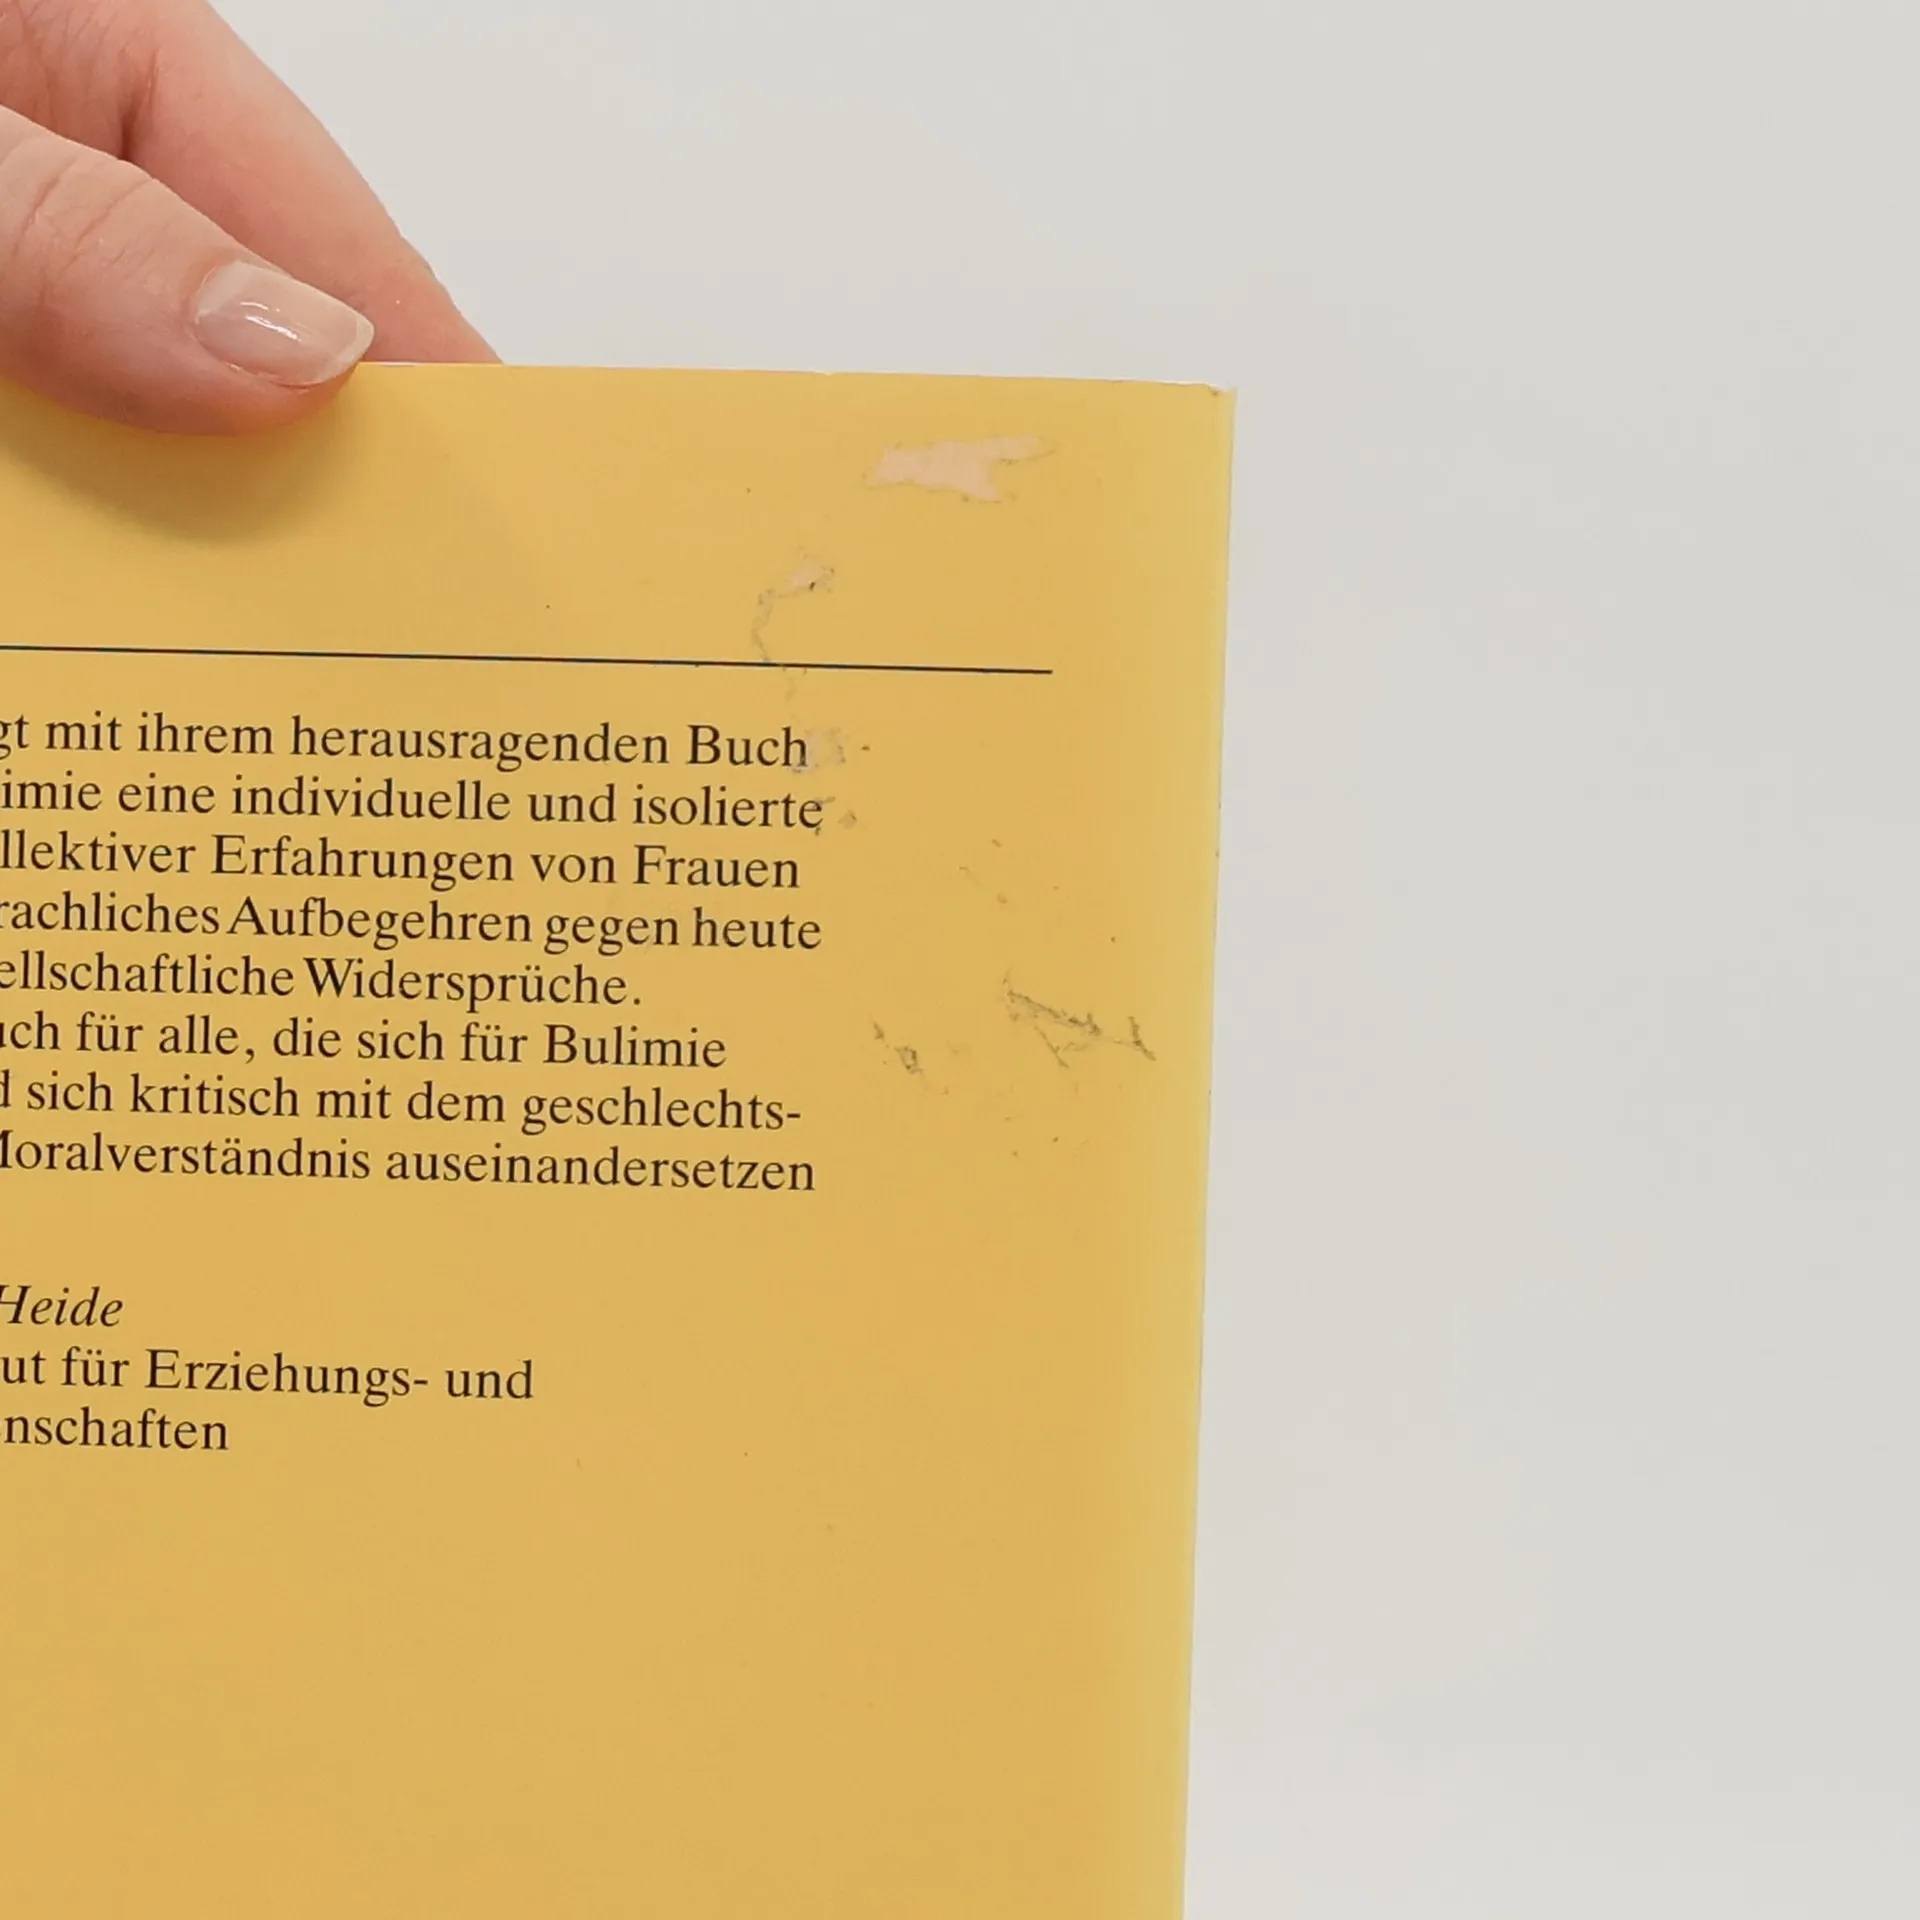 gt mit ihrem herausragenden Buch
imie eine individuelle und isolierte
llektiver Erfahrungen von Frauen
rachliches Aufbegehren gegen heute
ellschaftliche Widersprüche.
uch für alle, die sich für Bulimie
d sich kritisch mit dem geschlechts-
Moralverständnis auseinandersetzen
Heide
ut für Erziehungs- und
enschaften